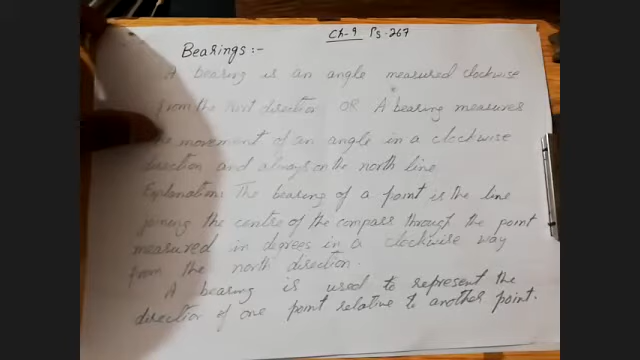 Ch-9 Pg-267
Bearings :-
A bearing is an angle measured clockwise
from the direction OR A bearing measures
the movement of an angle in a clockwise
direction and always on the north line.
Explanation: The bearing of a point is the line
joining the centre of the compass through the point
measured in degrees in a clockwise way
from the north direction.
A bearing is used to represent the
direction of one point relative to another point.